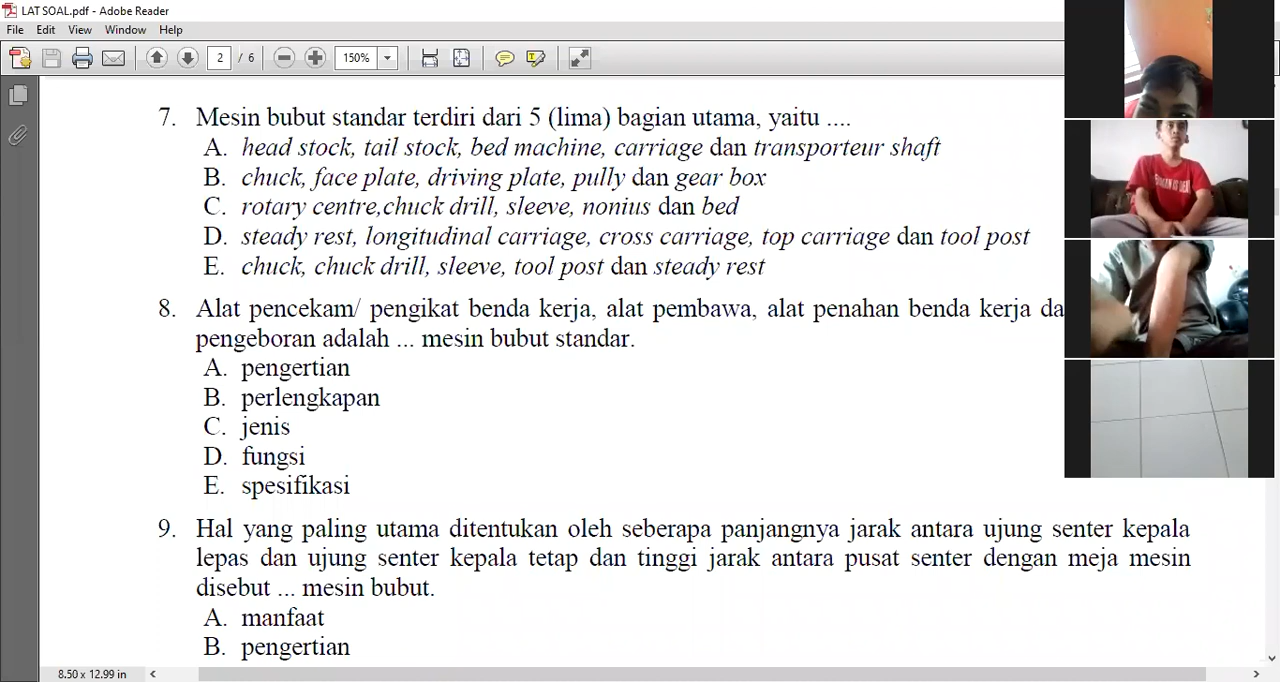 LAT SOAL.pdf - Adobe Reader
File Edit View Window Help
2 / 6 150%
7. Mesin bubut standar terdiri dari 5 (lima) bagian utama, yaitu ....
A. head stock, tail stock, bed machine, carriage dan transporteur shaft
B. chuck, face plate, driving plate, pully dan gear box
C. rotary centre,chuck drill, sleeve, nonius dan bed
D. steady rest, longitudinal carriage, cross carriage, top carriage dan tool post
E. chuck, chuck drill, sleeve, tool post dan steady rest
8. Alat pencekam/ pengikat benda kerja, alat pembawa, alat penahan benda kerja da
pengeboran adalah ... mesin bubut standar.
A. pengertian
B. perlengkapan
C. jenis
D. fungsi
E. spesifikasi
9. Hal yang paling utama ditentukan oleh seberapa panjangnya jarak antara ujung senter kepala
lepas dan ujung senter kepala tetap dan tinggi jarak antara pusat senter dengan meja mesin
disebut ... mesin bubut.
A. manfaat
B. pengertian
8.50 x 12.99 in